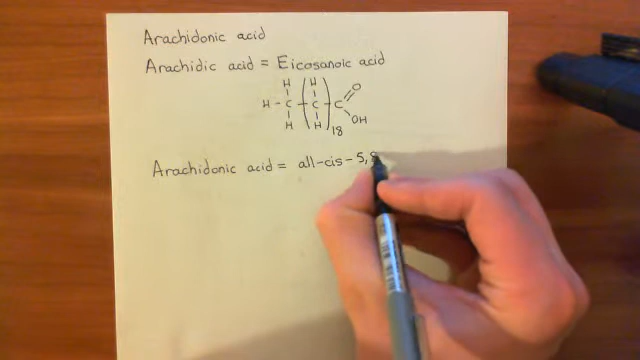 Arachidonic acid
Arachidic acid = Eicosanoic acid
H H
H - C - ( C ) - C O
OH
H H 18
Arachidonic acid = all-cis-5,